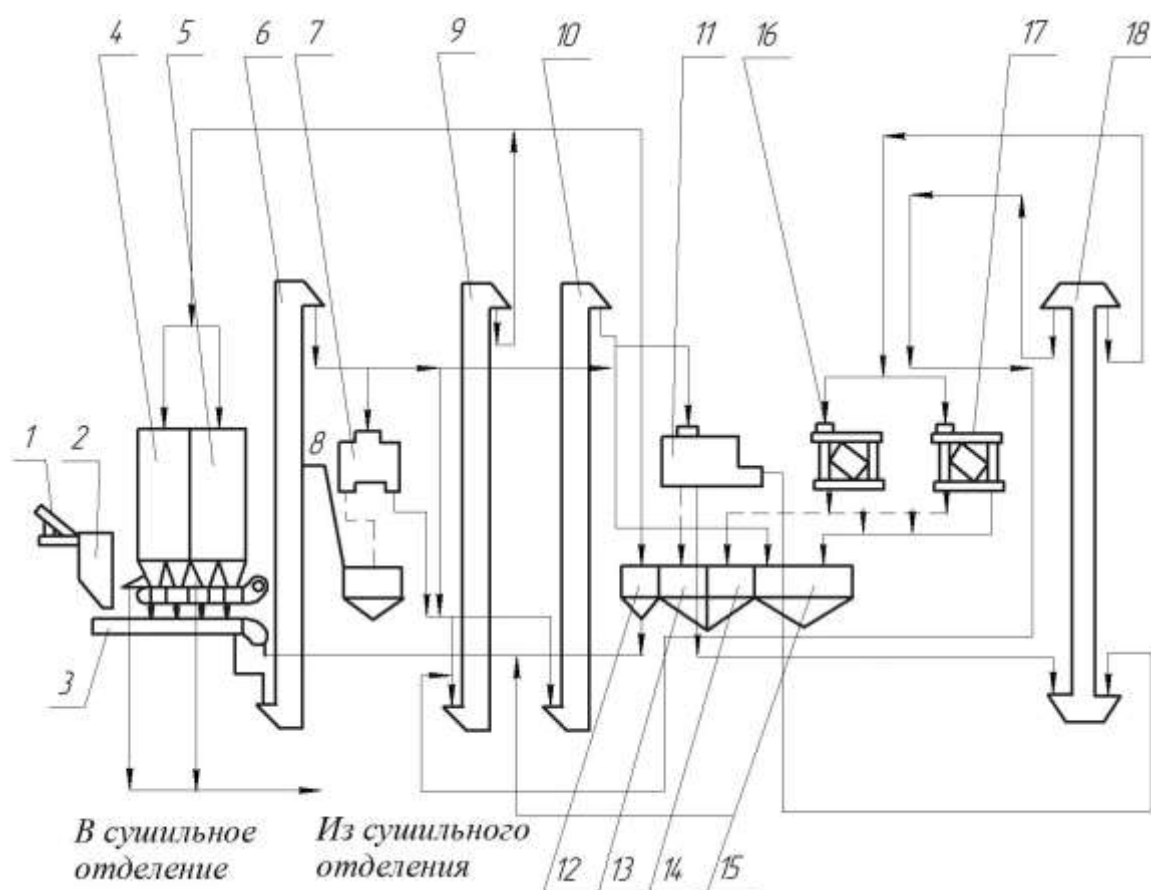 4 5 6 7 9 10 11 16 17 18
1 2 8
3
В сушильное
отделение
Из сушильного
отделения
12 13 14 15